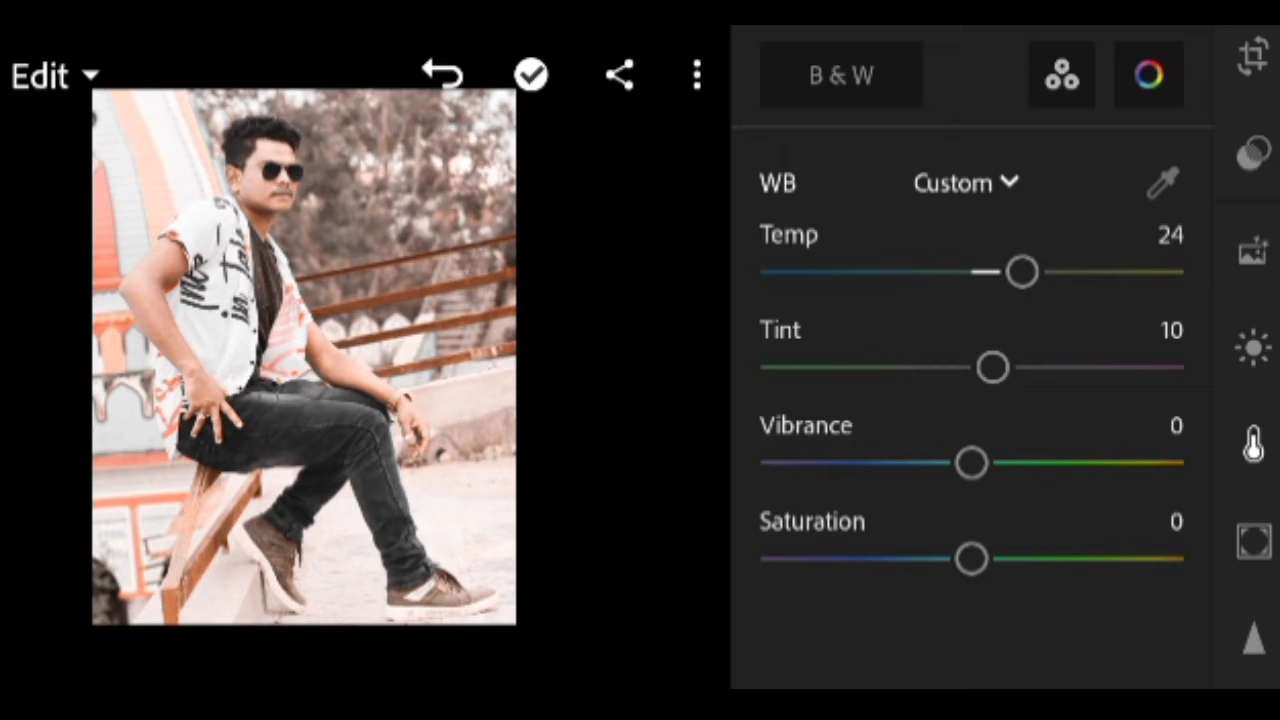 Edit
B & W
WB Custom
Temp 24
Tint 10
Vibrance 0
Saturation 0